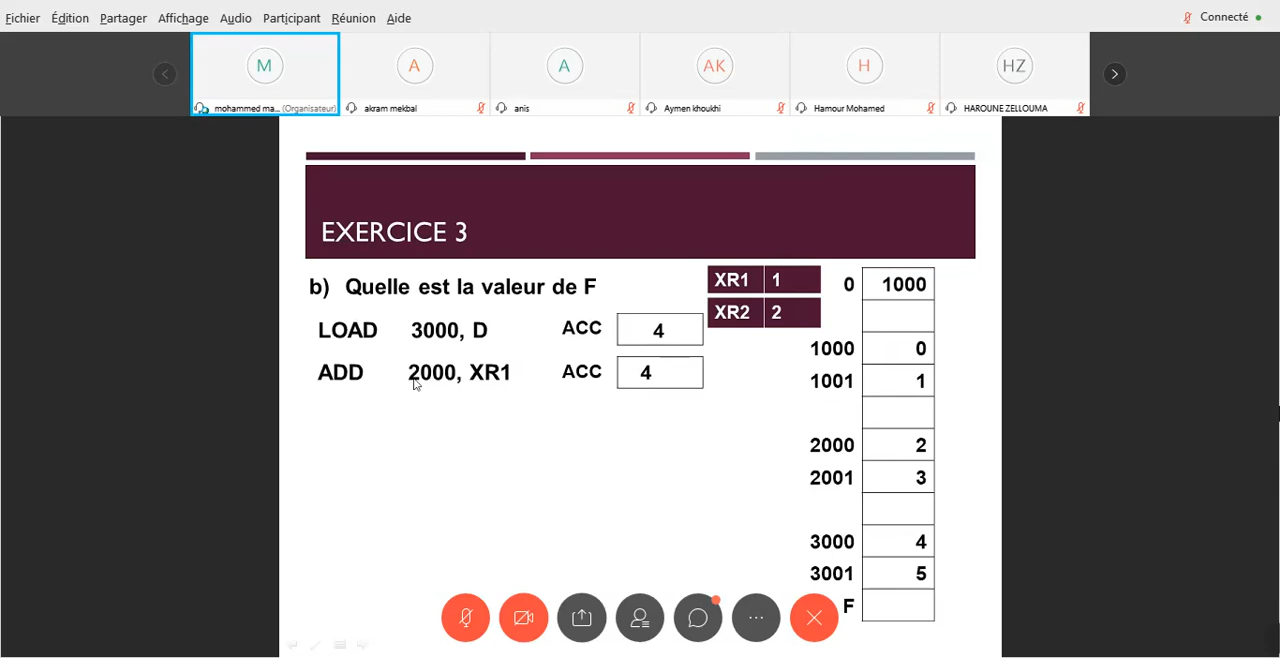 Fichier Édition Partager Affichage Audio Participant Réunion Aide Connecté
M A A AK H HZ
mohammed ma... (Organisateur) akram mekbal anis Aymen khoukhi Hamour Mohamed HAROUNE ZELLOUMA
EXERCICE 3
b) Quelle est la valeur de F
XR1 1
XR2 2
LOAD 3000, D ACC 4
ADD 2000, XR1 ACC 4
0 1000
1000 0
1001 1
2000 2
2001 3
3000 4
3001 5
F